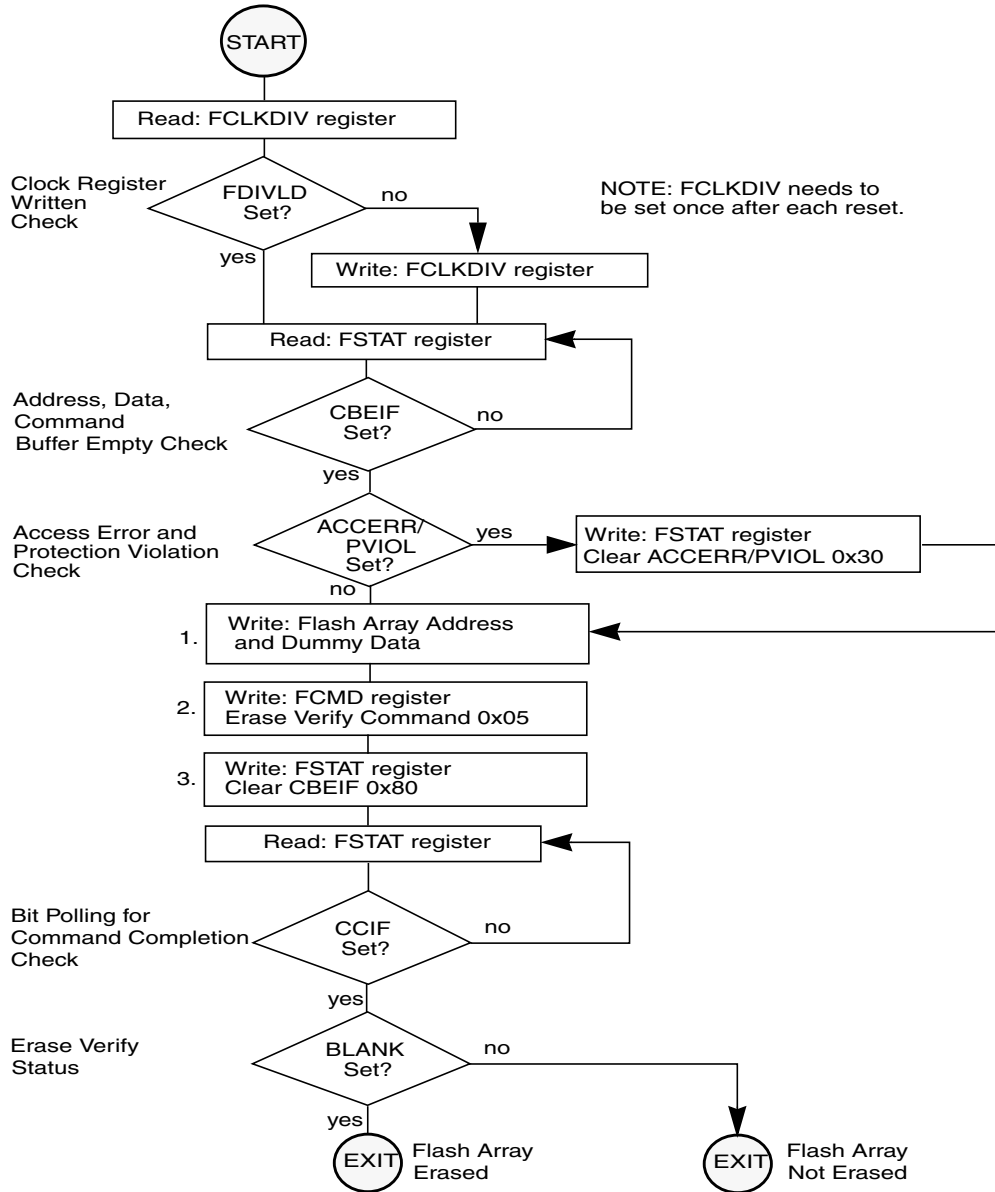 START
Read: FCLKDIV register
Clock Register
Written
Check
FDIVLD
Set?
no
yes
NOTE: FCLKDIV needs to
be set once after each reset.
Write: FCLKDIV register
Read: FSTAT register
Address, Data,
Command
Buffer Empty Check
CBEIF
Set?
no
yes
Access Error and
Protection Violation
Check
ACCERR/
PVIOL
Set?
yes
no
Write: FSTAT register
Clear ACCERR/PVIOL 0x30
1.
Write: Flash Array Address
and Dummy Data
2.
Write: FCMD register
Erase Verify Command 0x05
3.
Write: FSTAT register
Clear CBEIF 0x80
Read: FSTAT register
Bit Polling for
Command Completion
Check
CCIF
Set?
no
yes
Erase Verify
Status
BLANK
Set?
no
yes
EXIT
Flash Array
Erased
EXIT
Flash Array
Not Erased